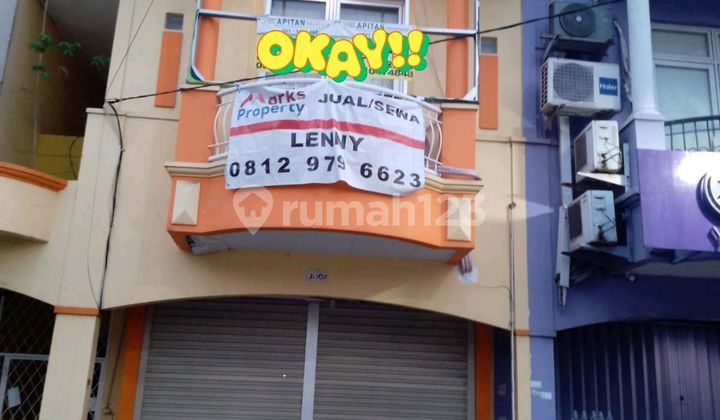 APITAN APITAN
OKAY!!
Marks
Property
JUAL/SEWA
LENNY
0812 979 6623
rumah123
Haier